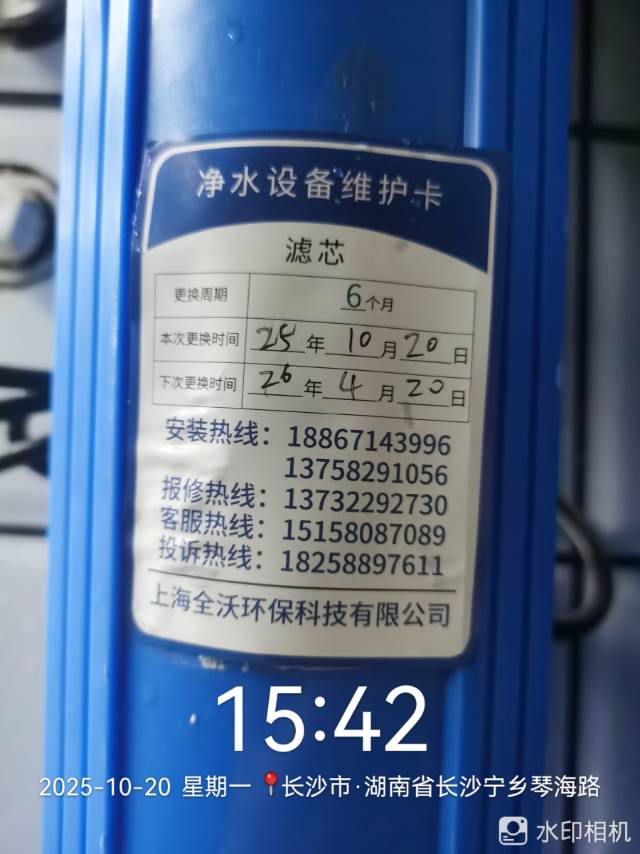 净水设备维护卡
滤芯
更换周期 6个月
本次更换时间 25年10月20日
下次更换时间 26年4月20日
安装热线：18867143996
13758291056
报修热线：13732292730
客服热线：15158087089
投诉热线：18258897611
上海全沃环保科技有限公司
15:42
2025-10-20 星期一 📍长沙市·湖南省长沙宁乡琴海路
水印相机